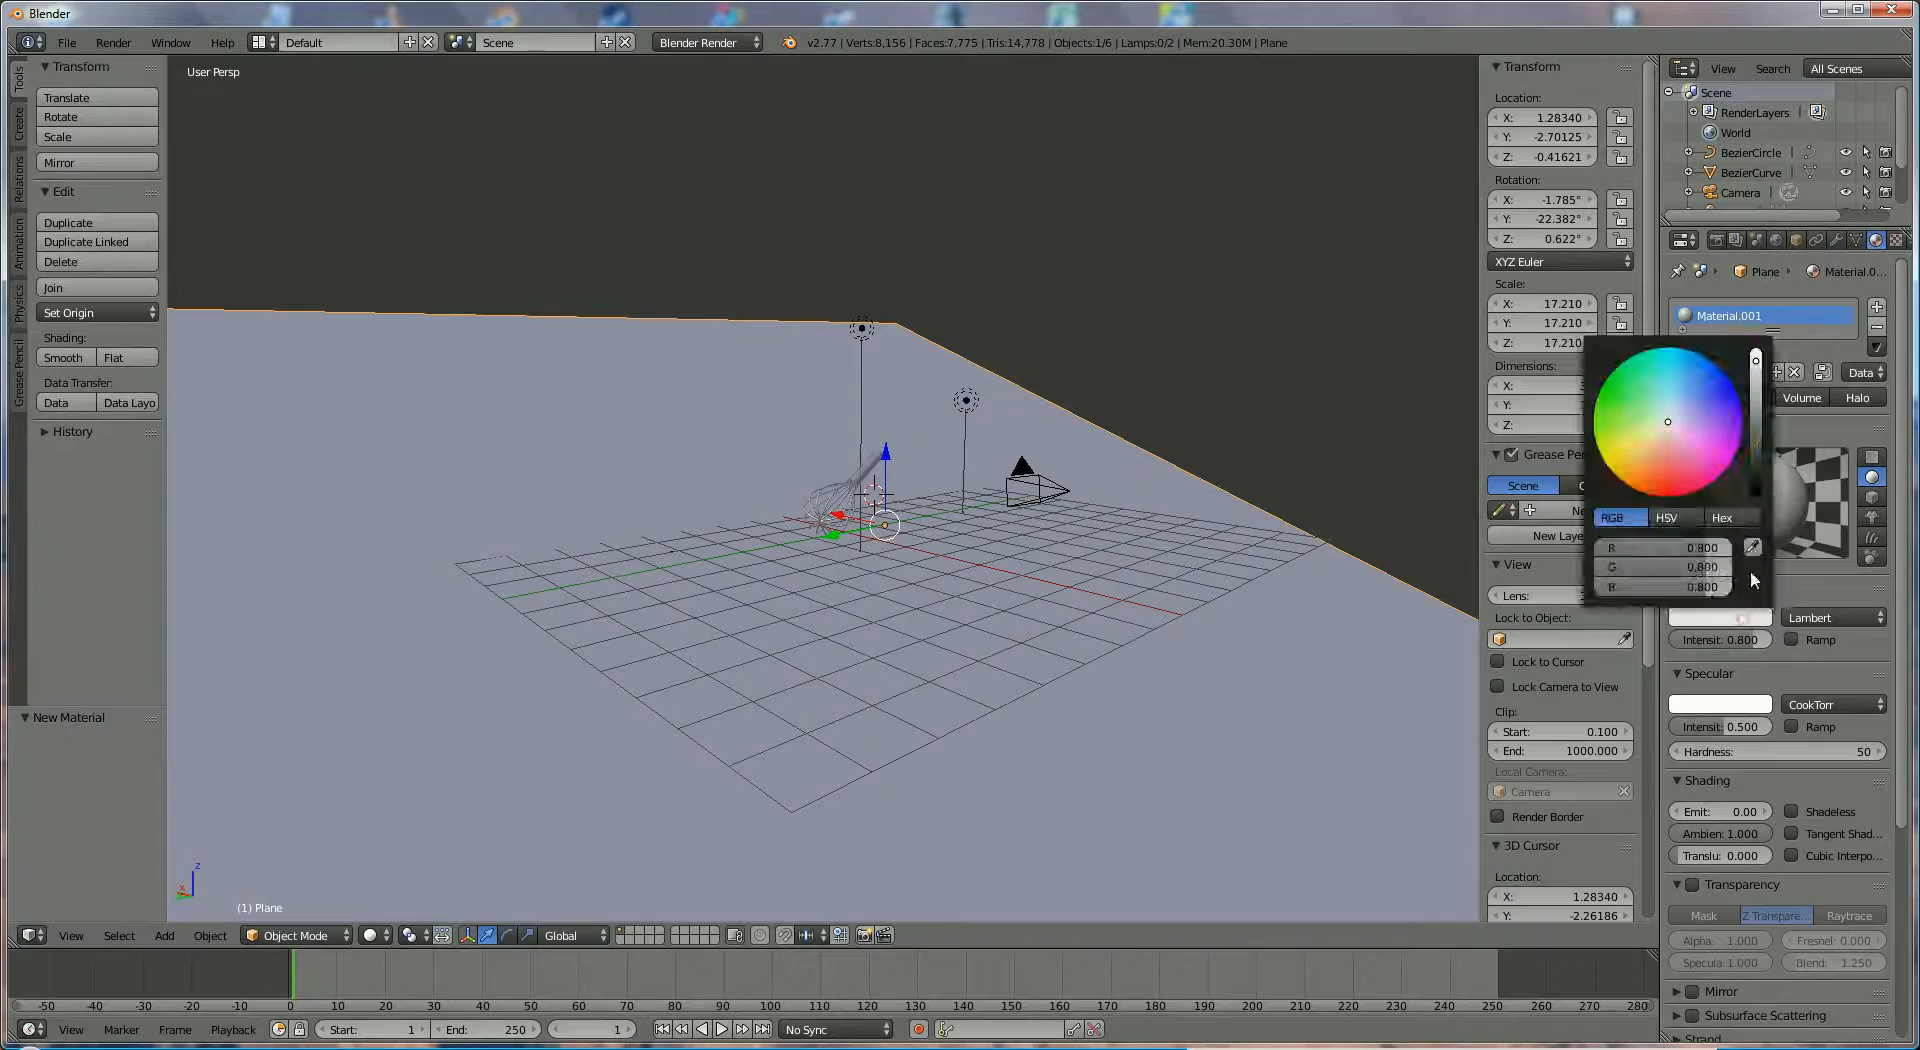 Blender
File Render Window Help Default Scene Blender Render v2.77 | Verts:8,156 | Faces:7,775 | Tris:14,778 | Objects:1/6 | Lamps:0/2 | Mem:20.30M | Plane
Tools
Create
Relations
Animation
Physics
Grease Pencil
Transform
Translate
Rotate
Scale
Mirror
Edit
Duplicate
Duplicate Linked
Delete
Join
Set Origin
Shading:
Smooth Flat
Data Transfer:
Data Data Layo
History
New Material
User Persp
(1) Plane
z
x
Transform
Location:
X: 1.28340
Y: -2.70125
Z: -0.41621
Rotation:
X: -1.785°
Y: -22.382°
Z: 0.622°
XYZ Euler
Scale:
X: 17.210
Y: 17.210
Z: 17.210
Dimensions:
X:
Y:
Z:
Grease Pe
Scene
Ne
New Laye
View
Lens:
Lock to Object:
Lock to Cursor
Lock Camera to View
Clip:
Start: 0.100
End: 1000.000
Local Camera:
Camera
Render Border
3D Cursor
Location:
X: 1.28340
Y: -2.26186
View Search All Scenes
Scene
RenderLayers
World
BezierCircle
BezierCurve
Camera
Plane Material.0...
Material.001
Data
Volume Halo
RGB HSV Hex
R 0.800
G 0.800
B 0.800
Lambert
Intensit: 0.800 Ramp
Specular
CookTorr
Intensit: 0.500 Ramp
Hardness: 50
Shading
Emit: 0.00 Shadeless
Ambien: 1.000 Tangent Shad...
Translu: 0.000 Cubic Interpo...
Transparency
Mask Z Transpare... Raytrace
Alpha: 1.000 Fresnel: 0.000
Specula: 1.000 Blend: 1.250
Mirror
Subsurface Scattering
Strand
View Select Add Object Object Mode Global
-50 -40 -30 -20 -10 0 10 20 30 40 50 60 70 80 90 100 110 120 130 140 150 160 170 180 190 200 210 220 230 240 250 260 270 280
View Marker Frame Playback Start: 1 End: 250 1 No Sync